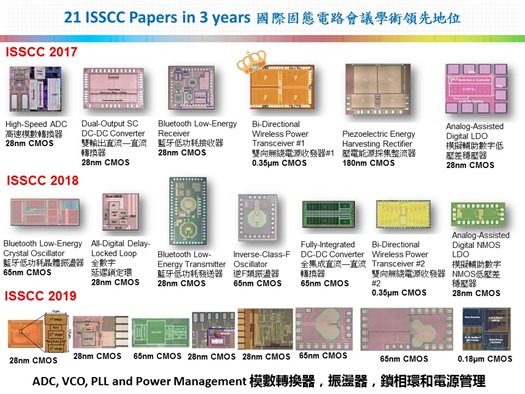 21 ISSCC Papers in 3 years 國際固態電路會議學術領先地位
ISSCC 2017
High-Speed ADC
高速模數轉換器
28nm CMOS
Dual-Output SC
DC-DC Converter
雙輸出直流—直流
轉換器
28nm CMOS
Bluetooth Low-Energy
Receiver
藍牙低功耗接收器
28nm CMOS
Bi-Directional
Wireless Power
Transceiver #1
雙向無綫電源收發器#1
0.35μm CMOS
Piezoelectric Energy
Harvesting Rectifier
壓電能源採集整流器
180nm CMOS
Analog-Assisted
Digital LDO
模擬輔助數字低
壓差穩壓器
28nm CMOS
ISSCC 2018
Bluetooth Low-Energy
Crystal Oscillator
藍牙低功耗晶體振盪器
65nm CMOS
All-Digital Delay-
Locked Loop
全數字
延遲鎖定環
28nm CMOS
Bluetooth Low-
Energy Transmitter
藍牙低功耗發送器
28nm CMOS
Inverse-Class-F
Oscillator
逆F類振盪器
65nm CMOS
Fully-Integrated
DC-DC Converter
全集成直流—直流
轉換器
65nm CMOS
Bi-Directional
Wireless Power
Transceiver #2
雙向無綫電源收發器
#2
0.35μm CMOS
Analog-Assisted
Digital NMOS
LDO
模擬輔助數字
NMOS低壓差
穩壓器
28nm CMOS
ISSCC 2019
28nm CMOS
28nm CMOS
65nm CMOS
28nm CMOS
28nm CMOS
65nm CMOS
65nm CMOS
0.18μm CMOS
ADC, VCO, PLL and Power Management 模數轉換器，振盪器，鎖相環和電源管理